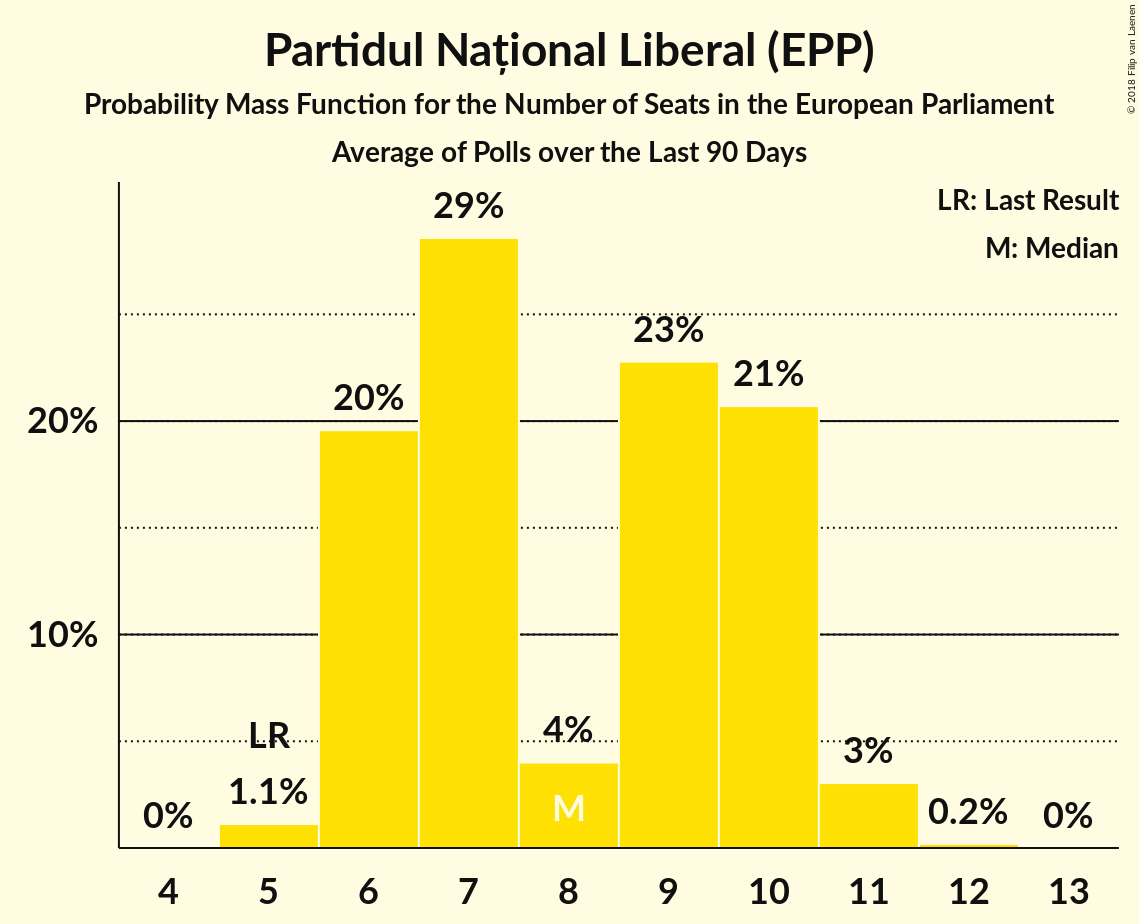 Partidul Național Liberal (EPP)
Probability Mass Function for the Number of Seats in the European Parliament
Average of Polls over the Last 90 Days
© 2018 Filip van Laenen
LR: Last Result
M: Median
29%
23%
21%
20%
20%
10%
LR
4%
3%
M
1.1%
0%
0.2%
0%
4 5 6 7 8 9 10 11 12 13